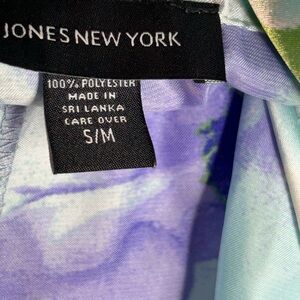 JONES NEW YORK
100% POLYESTER
MADE IN
SRI LANKA
CARE OVER
S/M